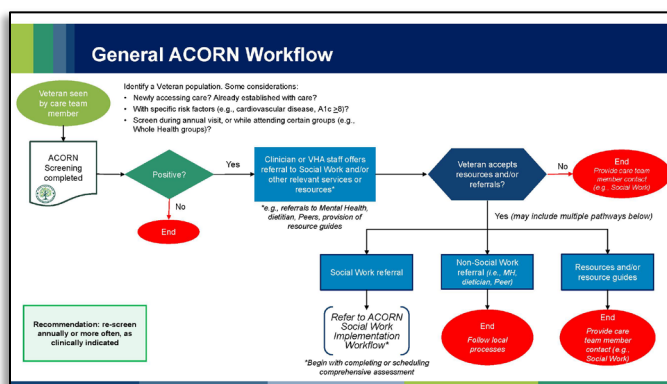 General ACORN Workflow
Veteran seen
by care team
member
Identify a Veteran population. Some considerations:
• Newly accessing care? Already established with care?
• With specific risk factors (e.g., cardiovascular disease, A1c >8)?
• Screen during annual visit, or while attending certain groups (e.g.,
Whole Health groups)?
ACORN
Screening
completed
Positive?
Yes
No
End
Clinician or VHA staff offers
referral to Social Work and/or
other relevant services or
resources*
*e.g., referrals to Mental Health,
dietitian, Peers, provision of
resource guides
Veteran accepts
resources and/or
referrals?
No
End
Provide care team
member contact
(e.g., Social Work)
Yes (may include multiple pathways below)
Social Work referral
Non-Social Work
referral (i.e., MH,
dietician, Peer)
Resources and/or
resource guides
Refer to ACORN
Social Work
Implementation
Workflow*
*Begin with completing or scheduling
comprehensive assessment
End
Follow local
processes
End
Provide care
team member
contact (e.g.,
Social Work)
Recommendation: re-screen
annually or more often, as
clinically indicated